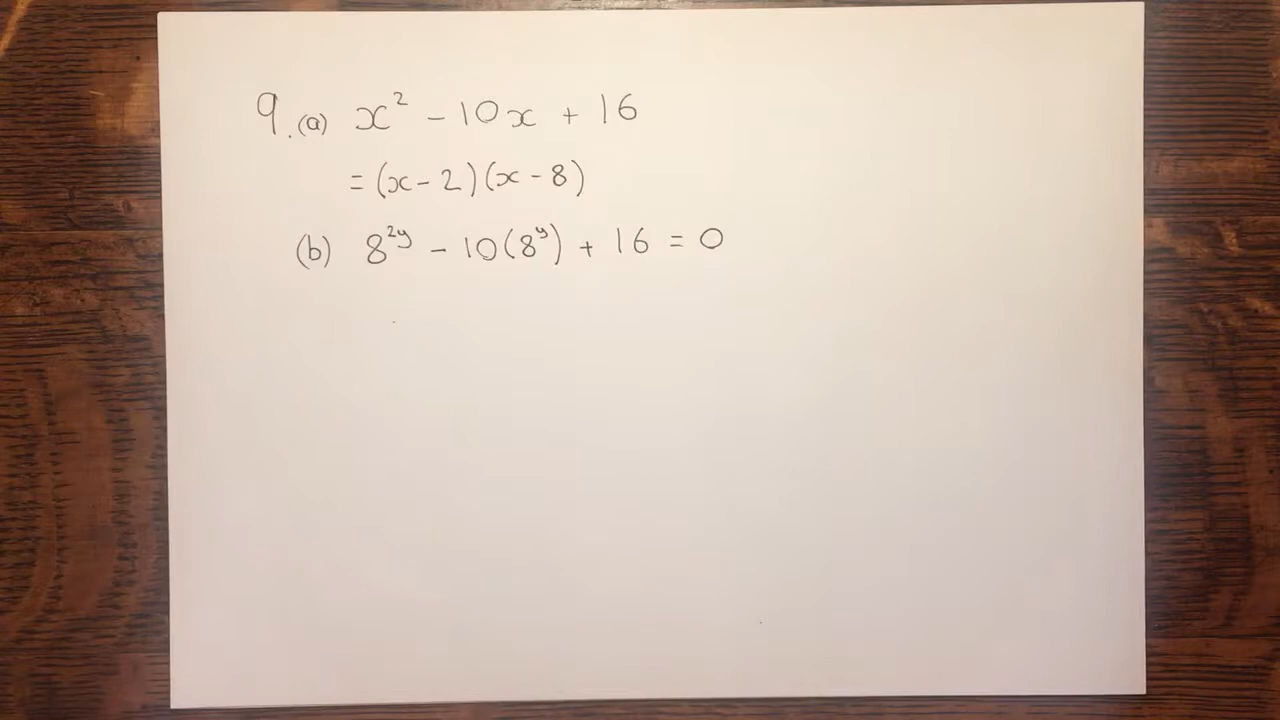 9. (a) x² - 10x + 16
= (x - 2)(x - 8)
(b) 8²ʸ - 10(8ʸ) + 16 = 0